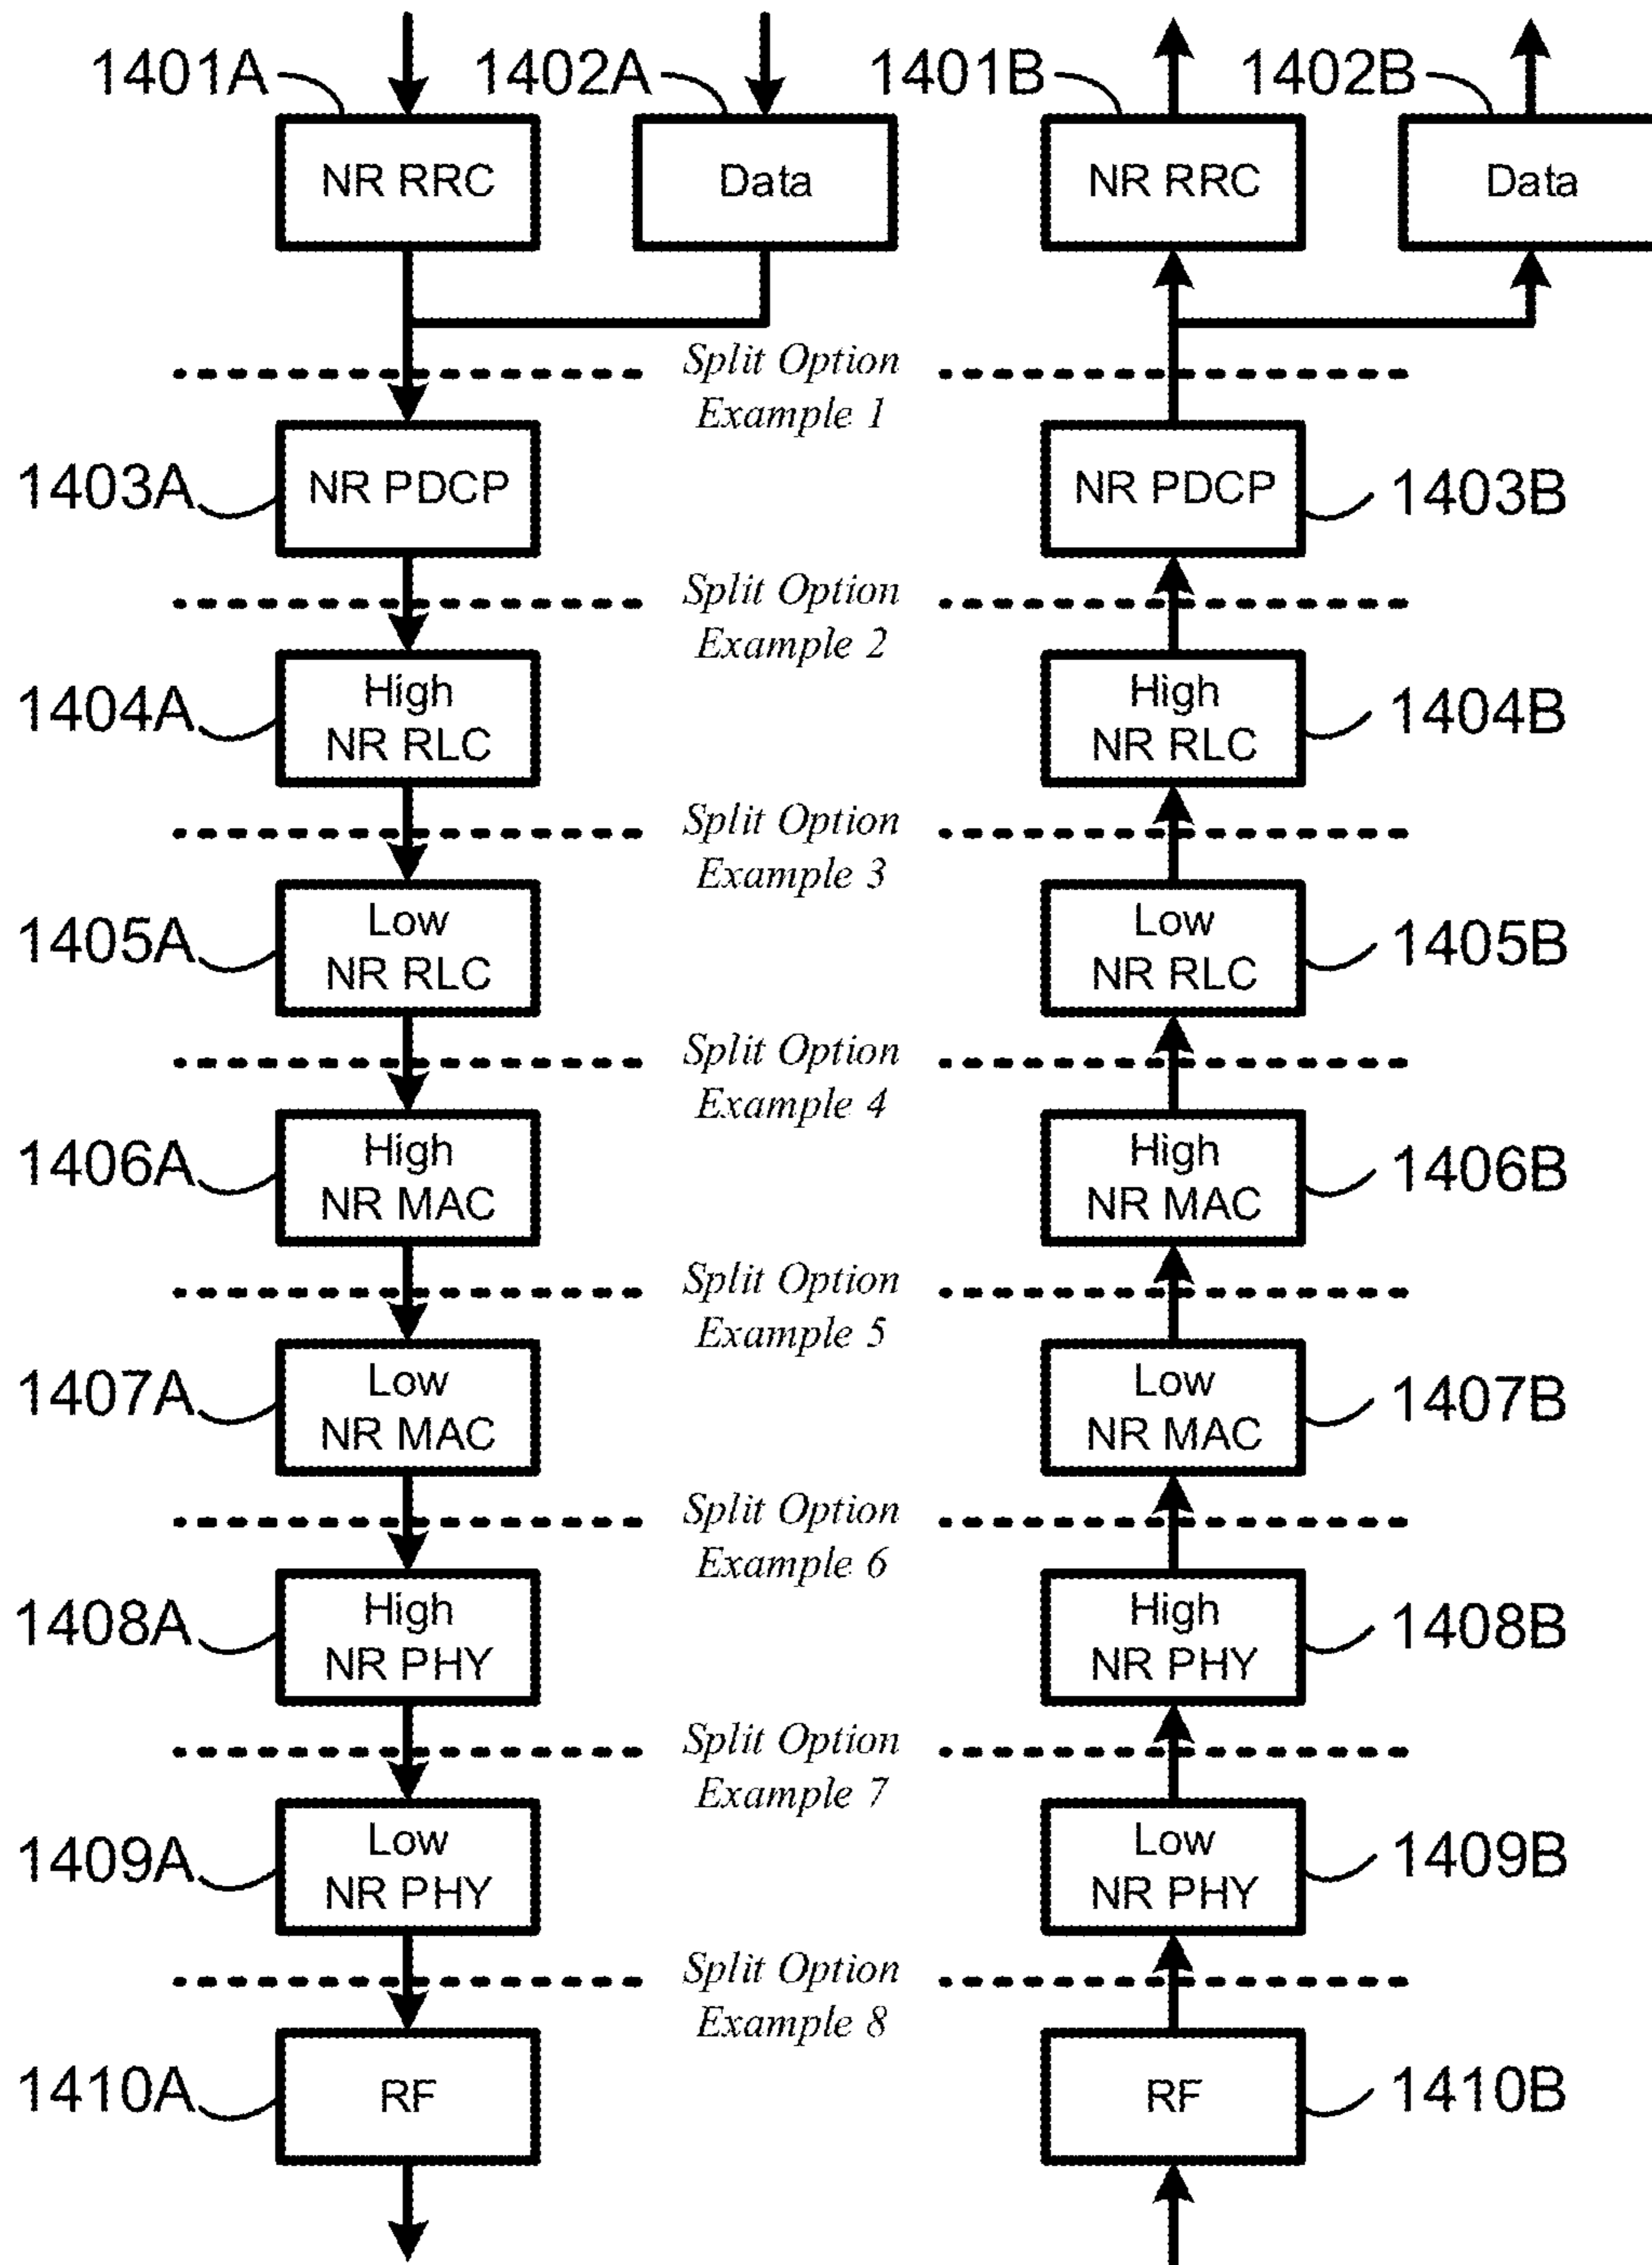 1401A 1402A 1401B 1402B
NR RRC Data NR RRC Data
Split Option
Example 1
1403A NR PDCP NR PDCP 1403B
Split Option
Example 2
1404A High NR RLC High NR RLC 1404B
Split Option
Example 3
1405A Low NR RLC Low NR RLC 1405B
Split Option
Example 4
1406A High NR MAC High NR MAC 1406B
Split Option
Example 5
1407A Low NR MAC Low NR MAC 1407B
Split Option
Example 6
1408A High NR PHY High NR PHY 1408B
Split Option
Example 7
1409A Low NR PHY Low NR PHY 1409B
Split Option
Example 8
1410A RF RF 1410B